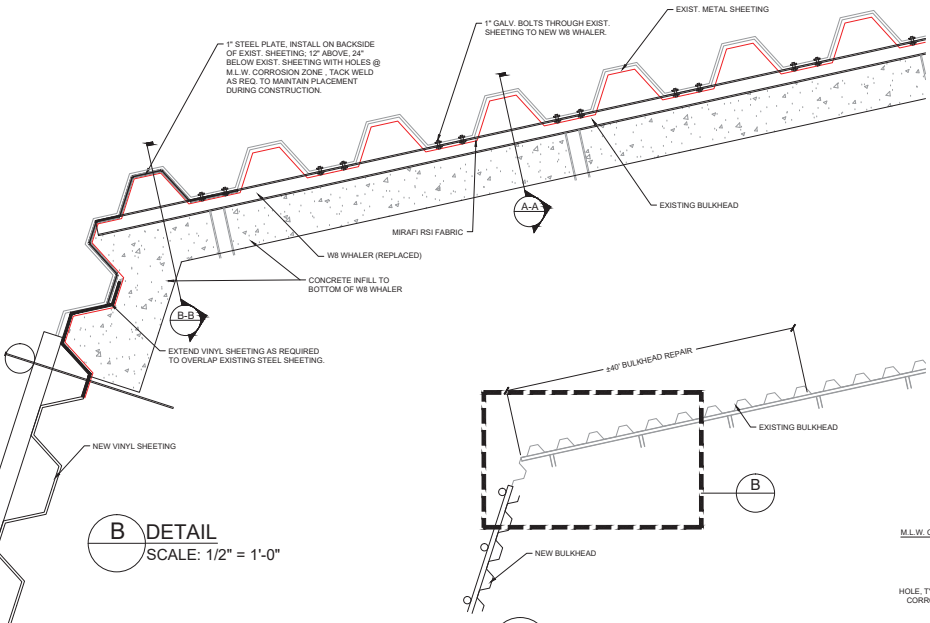 EXIST. METAL SHEETING
1" GALV. BOLTS THROUGH EXIST.
SHEETING TO NEW W8 WHALER.
1" STEEL PLATE, INSTALL ON BACKSIDE
OF EXIST. SHEETING; 12" ABOVE, 24"
BELOW EXIST. SHEETING WITH HOLES @
M.L.W. CORROSION ZONE , TACK WELD
AS REQ. TO MAINTAIN PLACEMENT
DURING CONSTRUCTION.
A-A
EXISTING BULKHEAD
MIRAFI RSI FABRIC
W8 WHALER (REPLACED)
CONCRETE INFILL TO
BOTTOM OF W8 WHALER
B-B
EXTEND VINYL SHEETING AS REQUIRED
TO OVERLAP EXISTING STEEL SHEETING.
±40' BULKHEAD REPAIR
EXISTING BULKHEAD
NEW VINYL SHEETING
B
B DETAIL
SCALE: 1/2" = 1'-0"
NEW BULKHEAD
M.L.W.
HOLE,